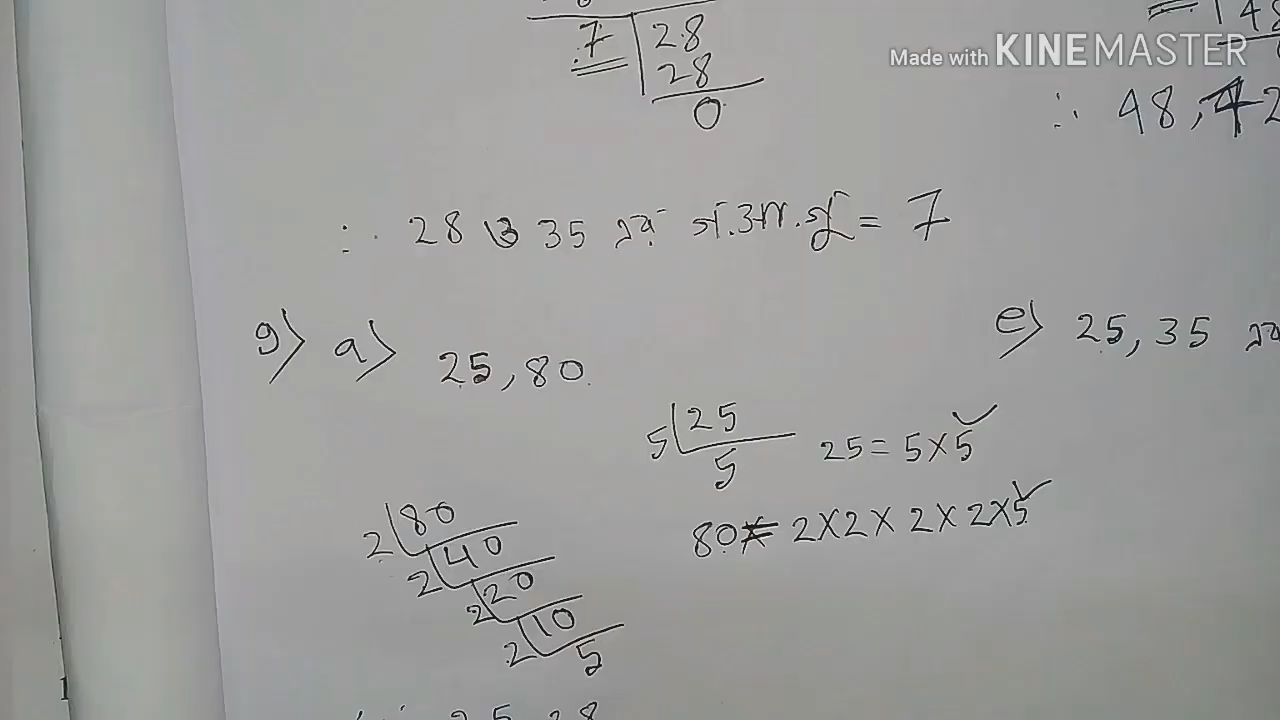 Made with KINEMASTER
7 | 28
28
0
∴ 48, 42
∴ 28 ও 35 এর সা.গু = 7
9) a) 25, 80
5 | 25
5
25 = 5 × 5
80 = 2 × 2 × 2 × 2 × 5
2 | 80
2 | 40
2 | 20
2 | 10
5
e) 25, 35 এর